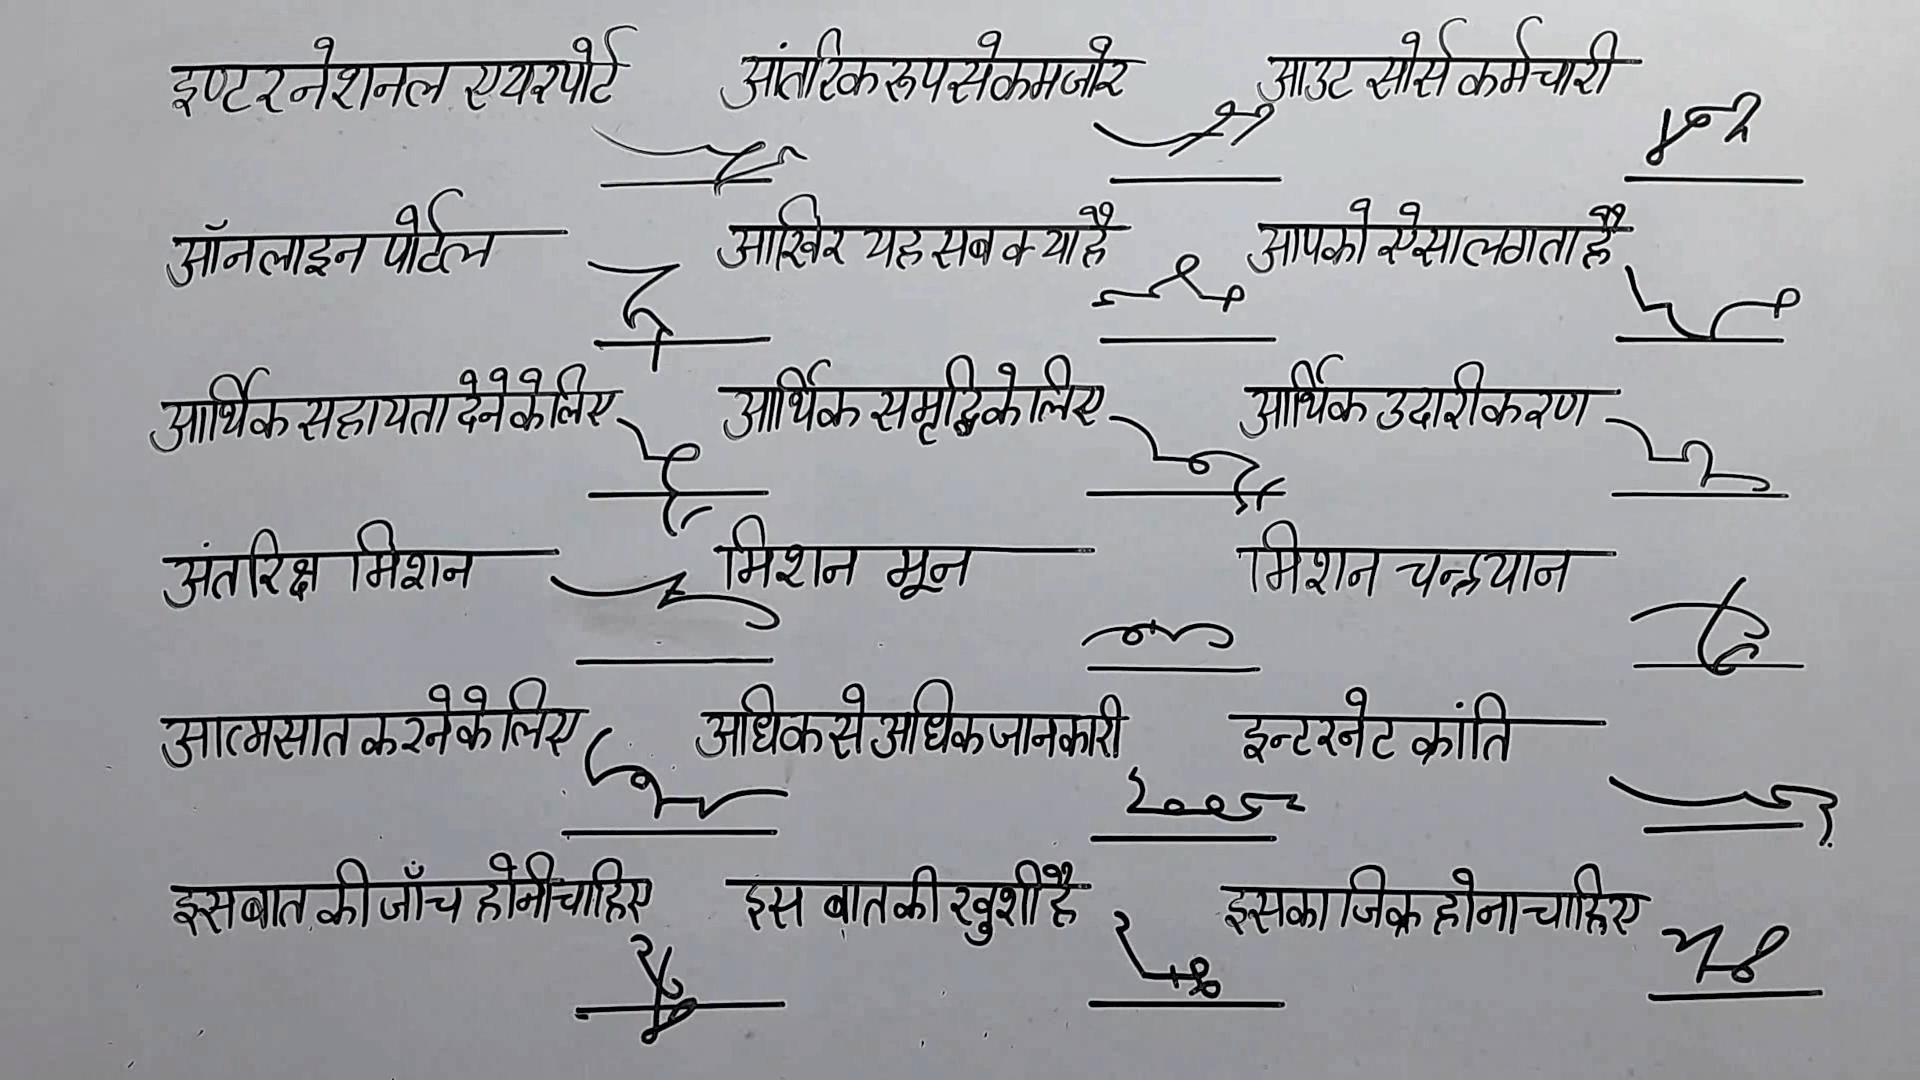 इण्टरनेशनल एयरपोर्ट आंतरिक रूप से कमजोर आउट सोर्स कर्मचारी
ऑनलाइन पोर्टल आखिर यह सब क्या है आपको ऐसा लगता है
आर्थिक सहायता देने के लिए आर्थिक समृद्धि के लिए आर्थिक उदारीकरण
अंतरिक्ष मिशन मिशन मून मिशन चन्द्रयान
आत्मसात करने के लिए अधिक से अधिक जानकारी इन्टरनेट क्रांति
इस बात की जाँच होनी चाहिए इस बात की खुशी है इसका जिक्र होना चाहिए